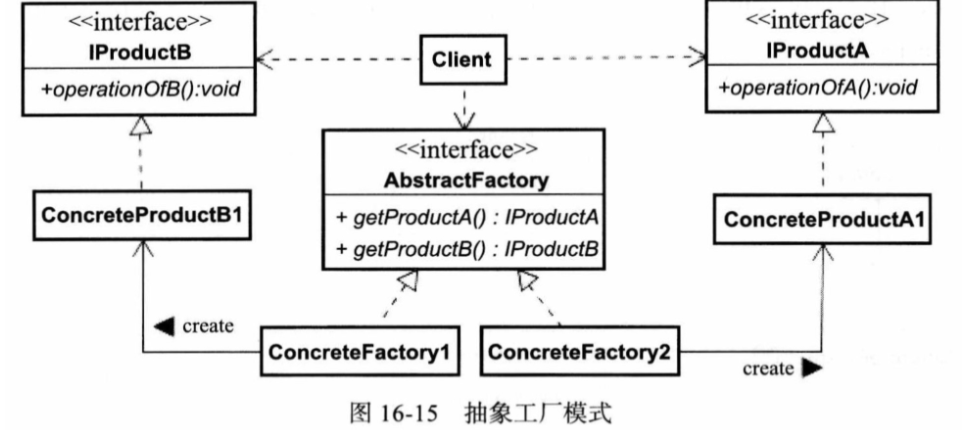 <<interface>>
IProductB
+operationOfB():void
Client
<<interface>>
IProductA
+operationOfA():void
<<interface>>
AbstractFactory
+ getProductA() : IProductA
+ getProductB() : IProductB
ConcreteProductB1
ConcreteProductA1
create
ConcreteFactory1
ConcreteFactory2
create
图 16-15 抽象工厂模式